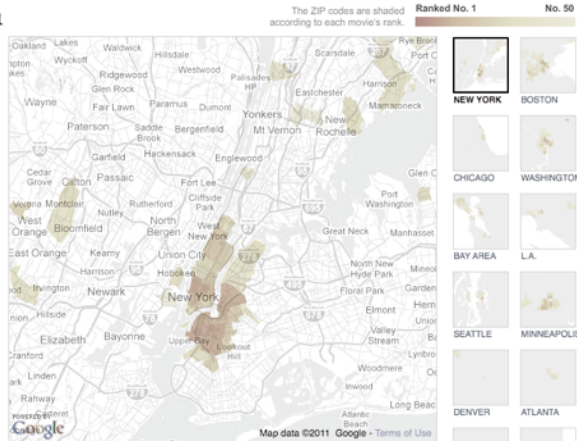 The ZIP codes are shaded
according to each movie's rank.
Ranked No. 1
No. 50
Oakland
Lakes
Waldwick
Hillsdale
Scarsdale
Rye Brook
Wyckoff
Westwood
Palisades
Harrison
Ridgewood
Glen Rock
Eastchester
Mamaroneck
Wayne
Fair Lawn
Paramus
Dumont
Yonkers
New
Rochelle
Paterson
Saddle
Brook
Bergenfield
Mt Vernon
Garfield
Hackensack
Englewood
Cedar
Grove
Clifton
Passaic
Fort Lee
Glen C
Verona
Montclair
Rutherford
Cliffside
Park
Port
Washington
West
Orange
Bloomfield
Nutley
North
Bergen
West
New York
Great Neck
Manhasset
East Orange
Kearny
Union City
Harrison
Hoboken
North New
Hyde Park
Mineol
Irvington
Newark
New York
Floral Park
Garden
Hillside
Elmont
Hem
Elizabeth
Bayonne
Upper Bay
Lookout
Hill
Valley
Stream
Union
Cranford
Lynbro
Linden
Woodmere
Inwood
Rahway
Carteret
Atlantic
Beach
Long Beac
POWERED BY
Google
Map data ©2011 Google - Terms of Use
NEW YORK
BOSTON
CHICAGO
WASHINGTON
BAY AREA
L.A.
SEATTLE
MINNEAPOLIS
DENVER
ATLANTA